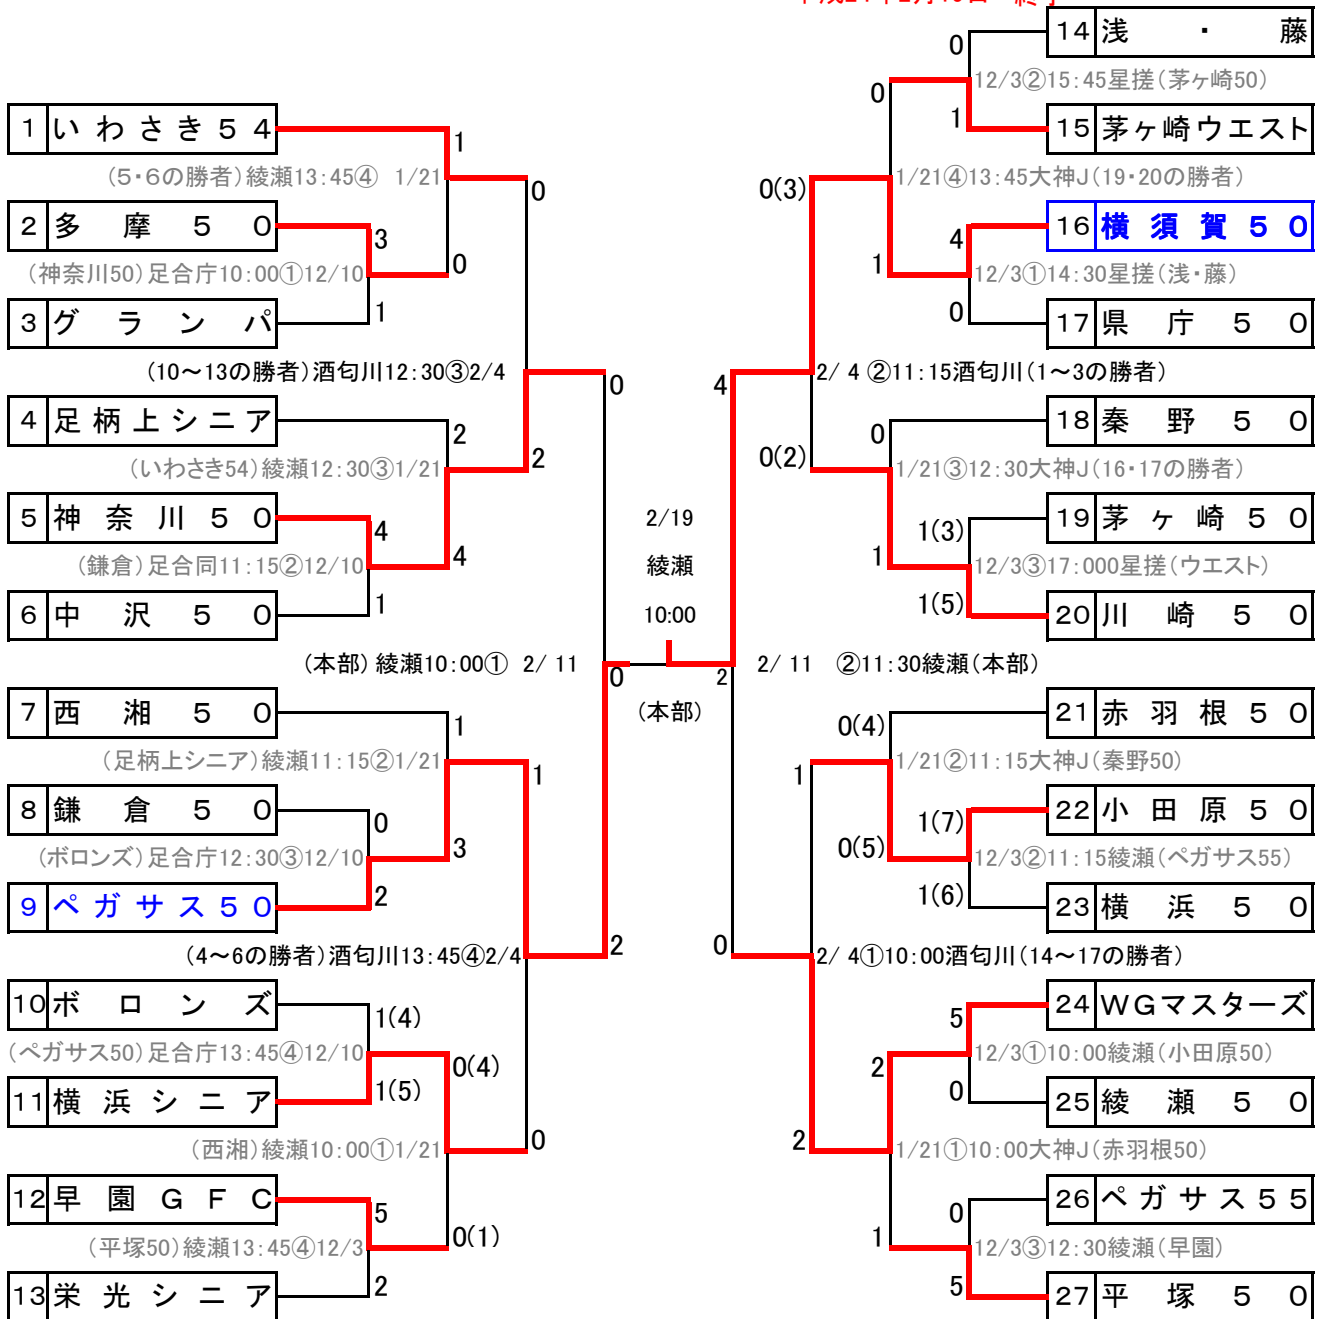 1 いわさき54
1
(5・6の勝者)綾瀬13:45④ 1/21
0
2 多摩50
3
(神奈川50)足合庁10:00①12/10
0
3 グランパ
1
(10～13の勝者)酒匂川12:30③2/4
0
4 足柄上シニア
2
(いわさき54)綾瀬12:30③1/21
2
5 神奈川50
4
(鎌倉)足合同11:15②12/10
4
6 中沢50
1
(本部)綾瀬10:00① 2/11
0
7 西湘50
1
(足柄上シニア)綾瀬11:15②1/21
1
8 鎌倉50
0
(ボロンズ)足合庁12:30③12/10
3
9 ペガサス50
2
(4～6の勝者)酒匂川13:45④2/4
2
10 ボロンズ
1(4)
(ペガサス50)足合庁13:45④12/10
0(4)
11 横浜シニア
1(5)
(西湘)綾瀬10:00①1/21
0
12 早園GFC
5
(平塚50)綾瀬13:45④12/3
0(1)
13 栄光シニア
2
2/19
綾瀬
10:00
(本部)
14 浅・藤
0
12/3②15:45星搓(茅ヶ崎50)
0
15 茅ヶ崎ウエスト
1
1/21④13:45大神J(19・20の勝者)
0(3)
16 横須賀50
4
12/3①14:30星搓(浅・藤)
1
17 県庁50
0
2/ 4 ②11:15酒匂川(1～3の勝者)
4
18 秦野50
0
1/21③12:30大神J(16・17の勝者)
0(2)
19 茅ヶ崎50
1(3)
12/3③17:000星搓(ウエスト)
1
20 川崎50
1(5)
2/ 11 ②11:30綾瀬(本部)
2
21 赤羽根50
0(4)
1/21②11:15大神J(秦野50)
1
22 小田原50
1(7)
12/3②11:15綾瀬(ペガサス55)
0(5)
23 横浜50
1(6)
2/ 4①10:00酒匂川(14～17の勝者)
0
24 WGマスターズ
5
12/3①10:00綾瀬(小田原50)
2
25 綾瀬50
0
1/21①10:00大神J(赤羽根50)
2
26 ペガサス55
0
12/3③12:30綾瀬(早園)
1
27 平塚50
5